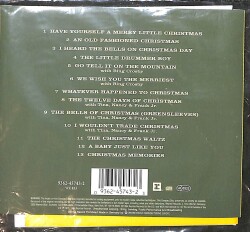 1 HAVE YOURSELF A MERRY LITTLE CHRISTMAS
2 AN OLD FASHIONED CHRISTMAS
3 I HEARD THE BELLS ON CHRISTMAS DAY
4 THE LITTLE DRUMMER BOY
5 GO TELL IT ON THE MOUNTAIN
with Bing Crosby
6 WE WISH YOU THE MERRIEST
with Bing Crosby
7 WHATEVER HAPPENED TO CHRISTMAS
8 THE TWELVE DAYS OF CHRISTMAS
with Tina, Nancy & Frank Jr.
9 THE BELLS OF CHRISTMAS (GREENSLEEVES)
with Tina, Nancy & Frank Jr.
10 I WOULDN'T TRADE CHRISTMAS
with Tina, Nancy & Frank Jr.
11 THE CHRISTMAS WALTZ
12 A BABY JUST LIKE YOU
13 CHRISTMAS MEMORIES
9362-43743-2